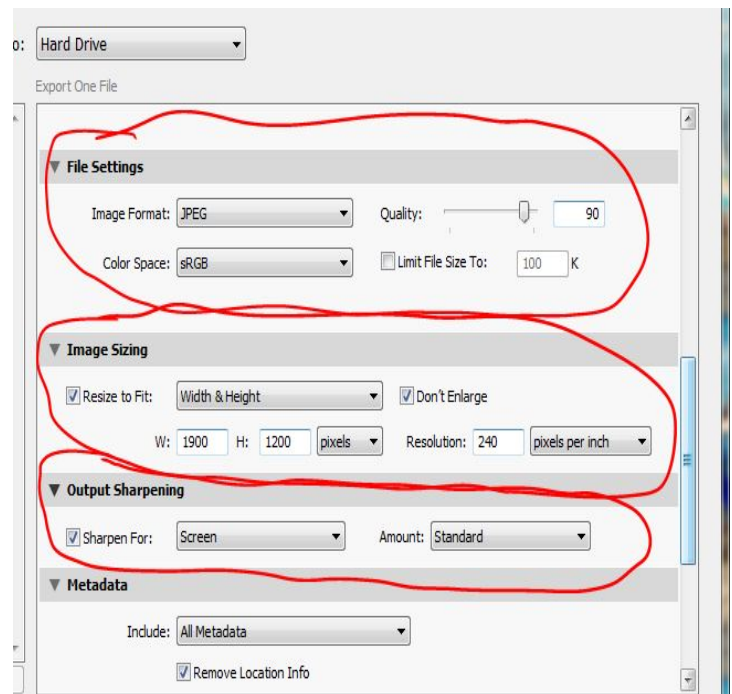 o: Hard Drive
Export One File
File Settings
Image Format: JPEG Quality: 90
Color Space: sRGB Limit File Size To: 100 K
Image Sizing
Resize to Fit: Width & Height Don't Enlarge
W: 1900 H: 1200 pixels Resolution: 240 pixels per inch
Output Sharpening
Sharpen For: Screen Amount: Standard
Metadata
Include: All Metadata
Remove Location Info